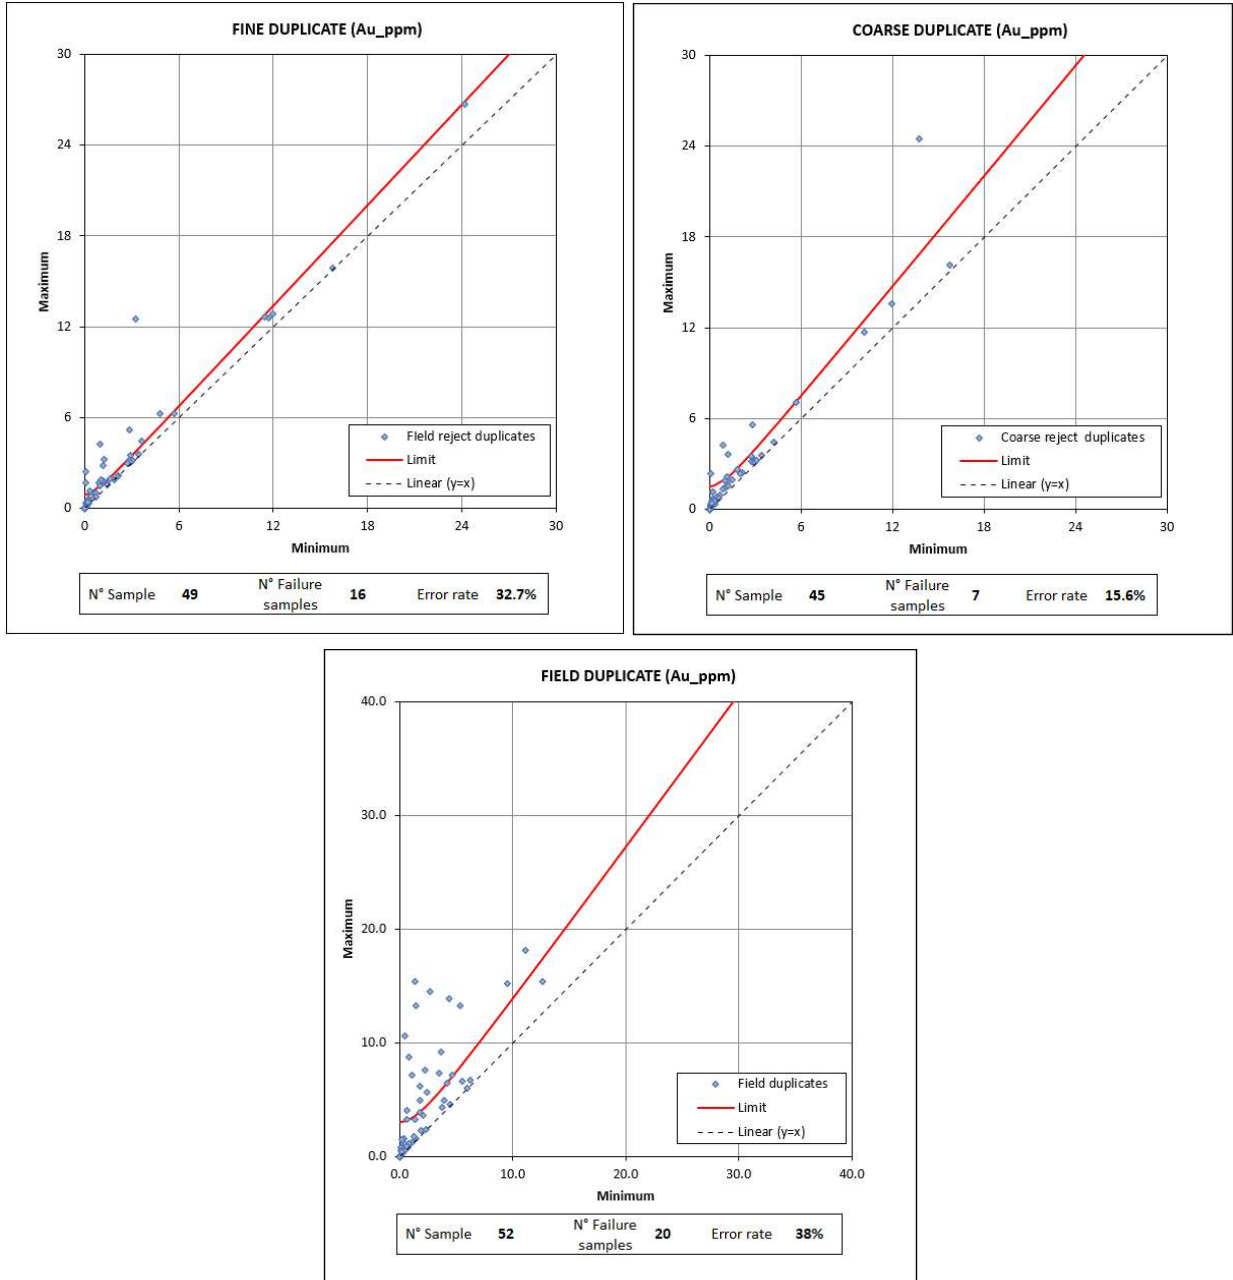 FINE DUPLICATE (Au_ppm)
30
24
18
12
6
0
Maximum
0 6 12 18 24 30
Minimum
FIeld reject duplicates
Limit
Linear (y=x)
N° Sample 49 N° Failure samples 16 Error rate 32.7%
COARSE DUPLICATE (Au_ppm)
30
24
18
12
6
0
Maximum
0 6 12 18 24 30
Minimum
Coarse reject duplicates
Limit
Linear (y=x)
N° Sample 45 N° Failure samples 7 Error rate 15.6%
FIELD DUPLICATE (Au_ppm)
40.0
30.0
20.0
10.0
0.0
Maximum
0.0 10.0 20.0 30.0 40.0
Minimum
Field duplicates
Limit
Linear (y=x)
N° Sample 52 N° Failure samples 20 Error rate 38%